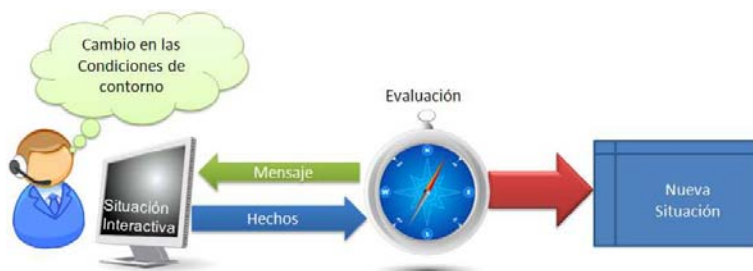 Cambio en las
Condiciones de
contorno
Evaluación
Mensaje
Situación
Interactiva
Hechos
Nueva
Situación